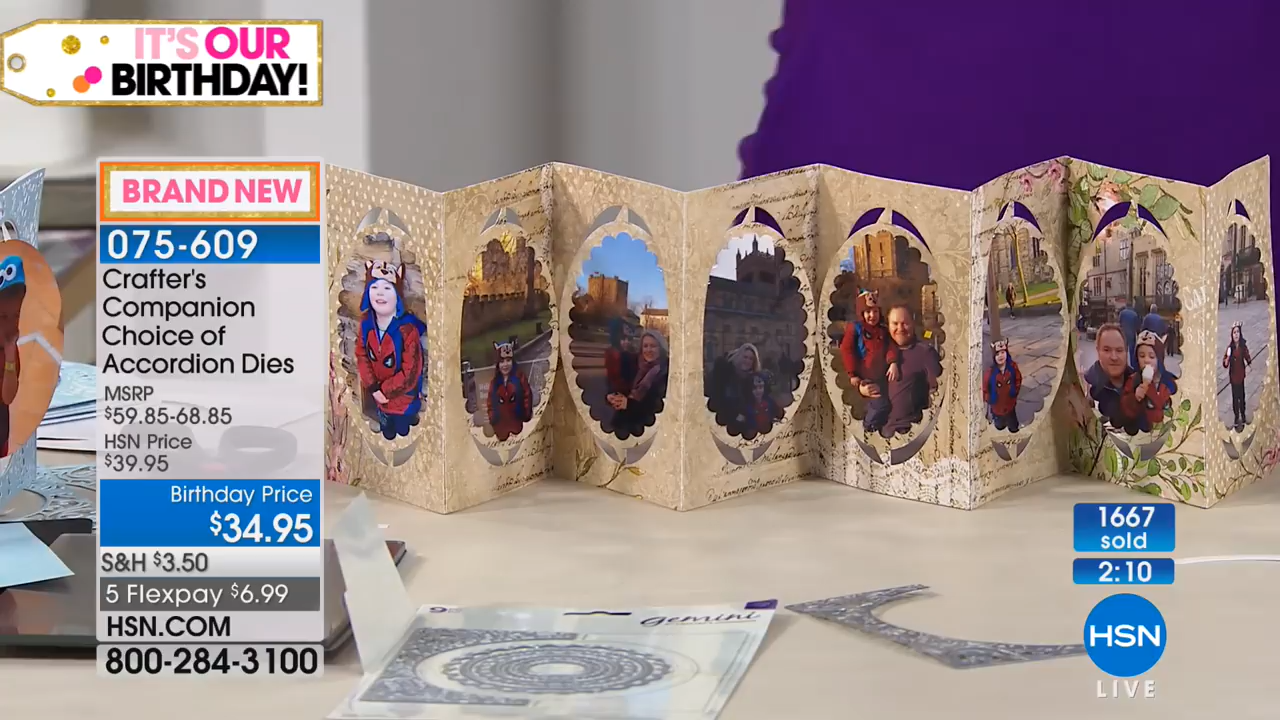 IT'S OUR
BIRTHDAY!
BRAND NEW
075-609
Crafter's
Companion
Choice of
Accordion Dies
MSRP
$59.85-68.85
HSN Price
$39.95
Birthday Price
$34.95
S&H $3.50
5 Flexpay $6.99
HSN.COM
800-284-3100
gemini
1667
sold
2:10
HSN
LIVE